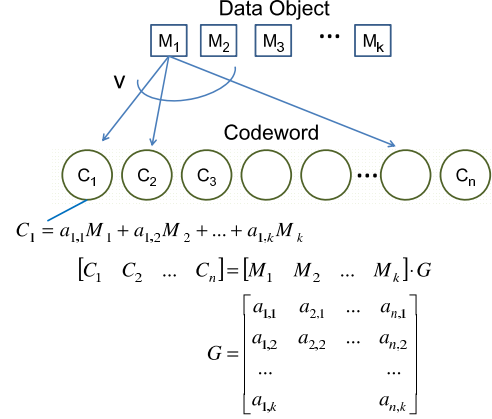 Data Object
M₁ M₂ M₃ ... Mₖ
v
Codeword
C₁ C₂ C₃ ... Cₙ
C₁ = a₁,₁M₁ + a₁,₂M₂ + ... + a₁,ₖMₖ
[C₁ C₂ ... Cₙ] = [M₁ M₂ ... Mₖ]·G
G = [a₁,₁ a₂,₁ ... aₙ,₁
a₁,₂ a₂,₂ ... aₙ,₂
... ...
a₁,ₖ aₙ,ₖ]